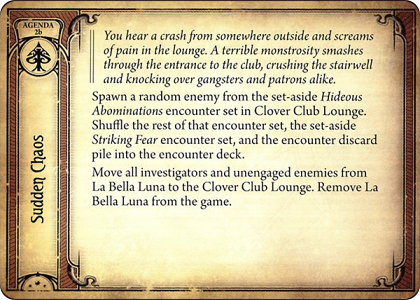 AGENDA
2b
Sudden Chaos
You hear a crash from somewhere outside and screams
of pain in the lounge. A terrible monstrosity smashes
through the entrance to the club, crushing the stairwell
and knocking over gangsters and patrons alike.
Spawn a random enemy from the set-aside Hideous
Abominations encounter set in Clover Club Lounge.
Shuffle the rest of that encounter set, the set-aside
Striking Fear encounter set, and the encounter discard
pile into the encounter deck.
Move all investigators and unengaged enemies from
La Bella Luna to the Clover Club Lounge. Remove La
Bella Luna from the game.